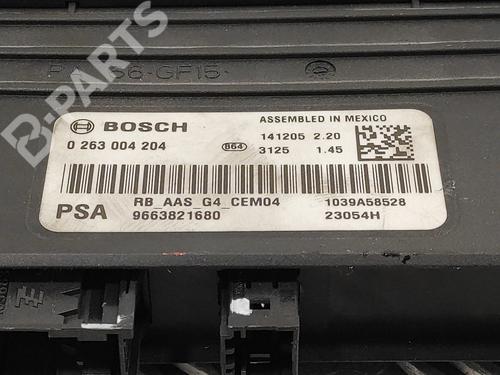 B-PARTS
BOSCH
ASSEMBLED IN MEXICO
0 263 004 204
864
141205 2.20
3125 1.45
PSA
RB_AAS_G4_CEM04
9663821680
1039A58528
23054H